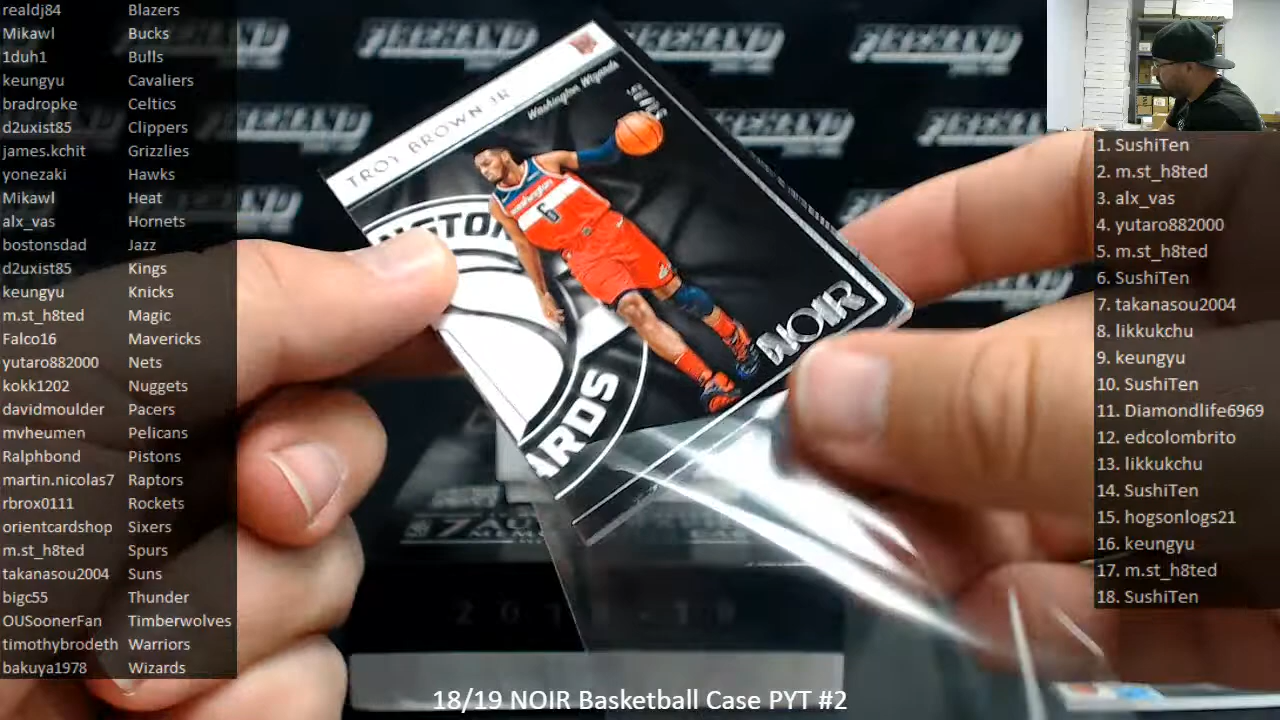 realdj84 Blazers
Mikawl Bucks
1duh1 Bulls
keungyu Cavaliers
bradropke Celtics
d2uxist85 Clippers
james.kchit Grizzlies
yonezaki Hawks
Mikawl Heat
alx_vas Hornets
bostonsdad Jazz
d2uxist85 Kings
keungyu Knicks
m.st_h8ted Magic
Falco16 Mavericks
yutaro882000 Nets
kokk1202 Nuggets
davidmoulder Pacers
mvheumen Pelicans
Ralphbond Pistons
martin.nicolas7 Raptors
rbrox0111 Rockets
orientcardshop Sixers
m.st_h8ted Spurs
takanasou2004 Suns
bigc55 Thunder
OUSoonerFan Timberwolves
timothybrodeth Warriors
bakuya1978 Wizards
TROY BROWN JR
Washington Wizards
Washington
6
NOIR
1. SushiTen
2. m.st_h8ted
3. alx_vas
4. yutaro882000
5. m.st_h8ted
6. SushiTen
7. takanasou2004
8. likkukchu
9. keungyu
10. SushiTen
11. Diamondlife6969
12. edcolombrito
13. likkukchu
14. SushiTen
15. hogsonlogs21
16. keungyu
17. m.st_h8ted
18. SushiTen
18/19 NOIR Basketball Case PYT #2